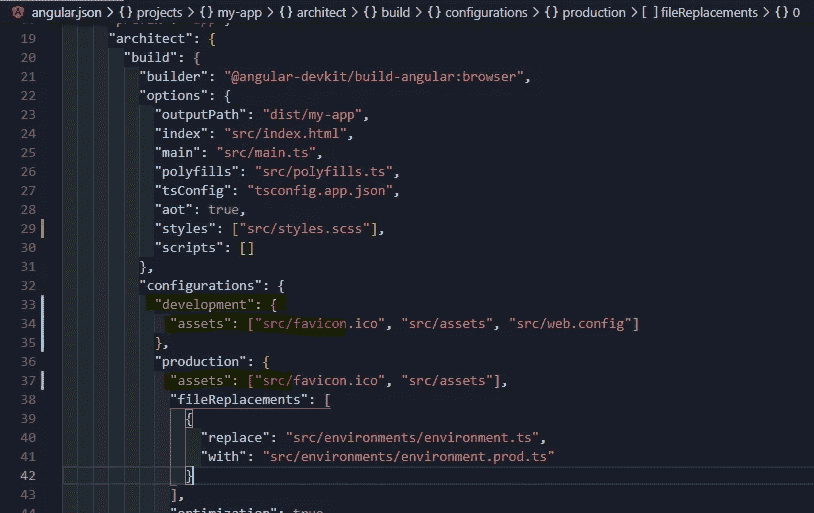 angular.json > {} projects > {} my-app > {} architect > {} build > {} configurations > {} production > [ ] fileReplacements > {} 0
19 "architect": {
20 "build": {
21 "builder": "@angular-devkit/build-angular:browser",
22 "options": {
23 "outputPath": "dist/my-app",
24 "index": "src/index.html",
25 "main": "src/main.ts",
26 "polyfills": "src/polyfills.ts",
27 "tsConfig": "tsconfig.app.json",
28 "aot": true,
29 "styles": ["src/styles.scss"],
30 "scripts": []
31 },
32 "configurations": {
33 "development": {
34 "assets": ["src/favicon.ico", "src/assets", "src/web.config"]
35 },
36 "production": {
37 "assets": ["src/favicon.ico", "src/assets"],
38 "fileReplacements": [
39 {
40 "replace": "src/environments/environment.ts",
41 "with": "src/environments/environment.prod.ts"
42 }
43 ],
44 "optimization": true